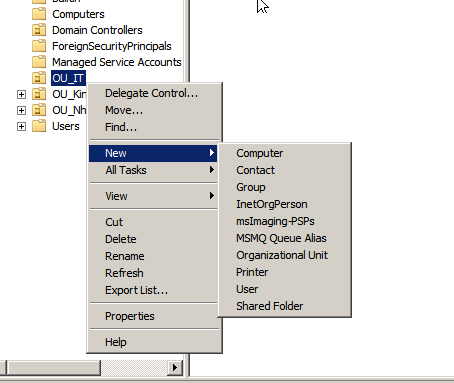 Computers
Domain Controllers
ForeignSecurityPrincipals
Managed Service Accounts
OU_IT
OU_Kin
OU_Nh
Users
Delegate Control...
Move...
Find...
New
All Tasks
View
Cut
Delete
Rename
Refresh
Export List...
Properties
Help
Computer
Contact
Group
InetOrgPerson
msImaging-PSPs
MSMQ Queue Alias
Organizational Unit
Printer
User
Shared Folder